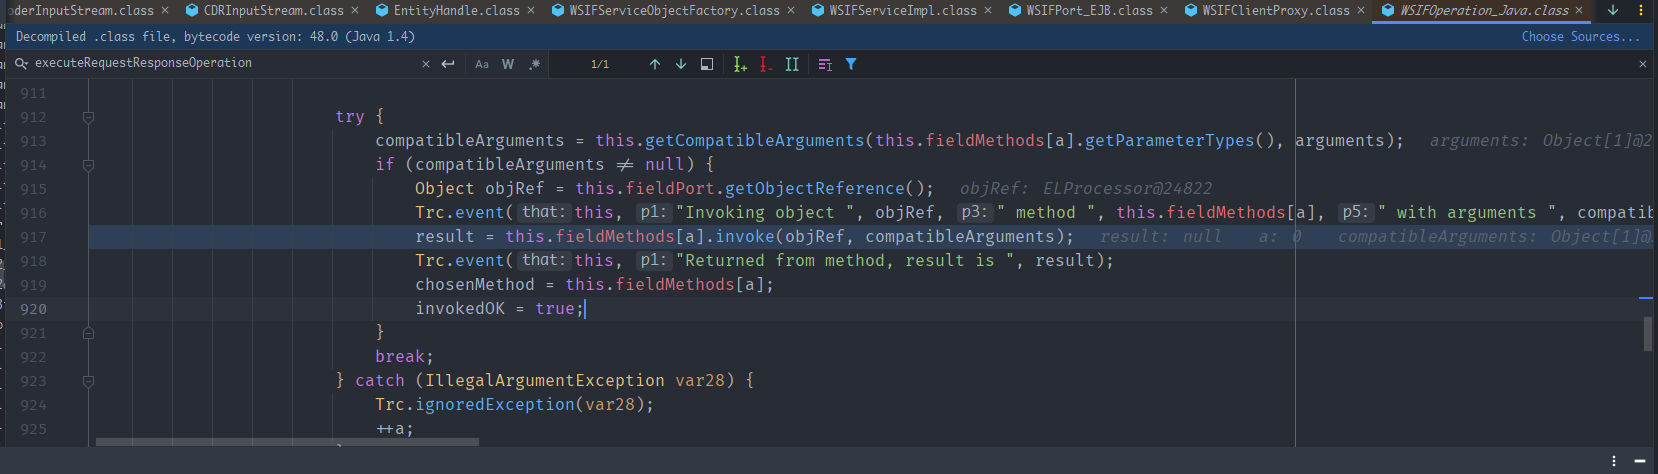 oderInputStream.class × CDRInputStream.class × EntityHandle.class × WSIFServiceObjectFactory.class × WSIFServiceImpl.class × WSIFPort_EJB.class × WSIFClientProxy.class × WSIFOperation_Java.class ×
Decompiled .class file, bytecode version: 48.0 (Java 1.4) Choose Sources...
executeRequestResponseOperation × Aa W .* 1/1 ×
911
912 try {
913 compatibleArguments = this.getCompatibleArguments(this.fieldMethods[a].getParameterTypes(), arguments); arguments: Object[1]@2
914 if (compatibleArguments ≠ null) {
915 Object objRef = this.fieldPort.getObjectReference(); objRef: ELProcessor@24822
916 Trc.event( that: this, p1: "Invoking object ", objRef, p3: " method ", this.fieldMethods[a], p5: " with arguments ", compatib
917 result = this.fieldMethods[a].invoke(objRef, compatibleArguments); result: null a: 0 compatibleArguments: Object[1]@
918 Trc.event( that: this, p1: "Returned from method, result is ", result);
919 chosenMethod = this.fieldMethods[a];
920 invokedOK = true;
921 }
922 break;
923 } catch (IllegalArgumentException var28) {
924 Trc.ignoredException(var28);
925 ++a;